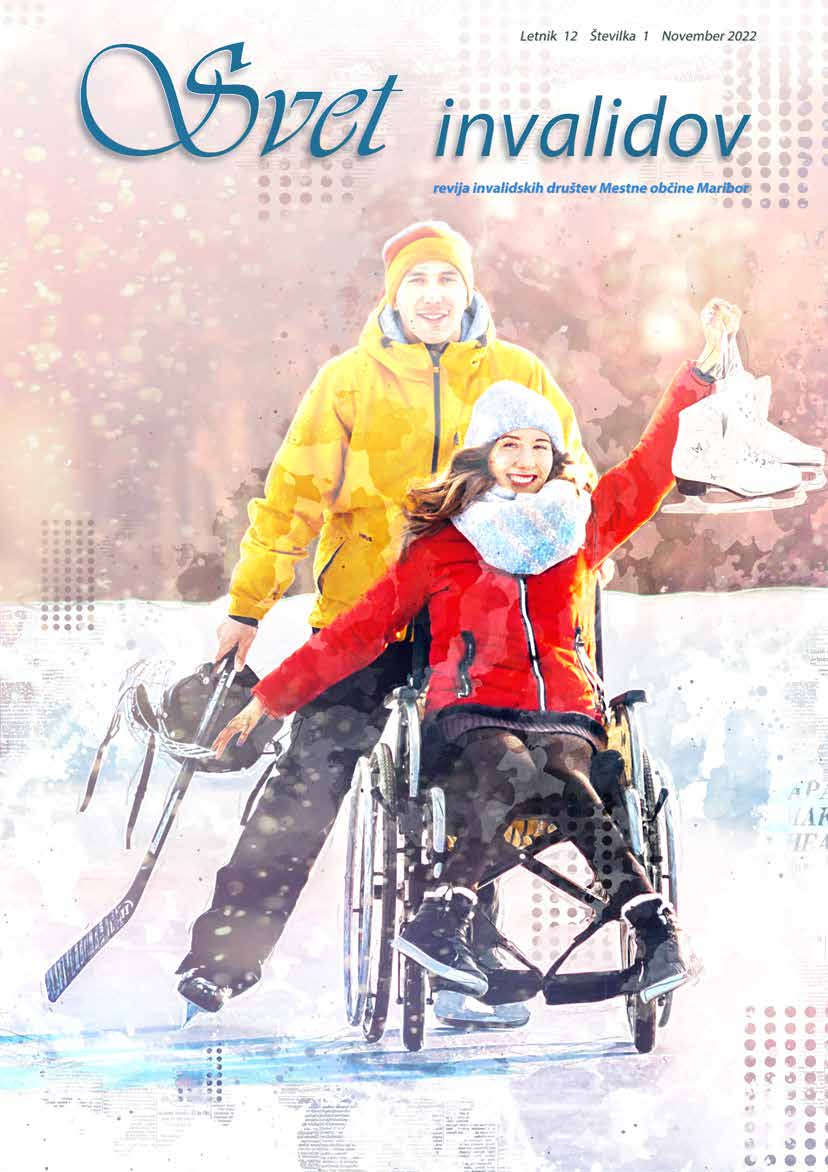 Letnik 12 Številka 1 November 2022
Svet invalidov
revija invalidskih društev Mestne občine Maribor